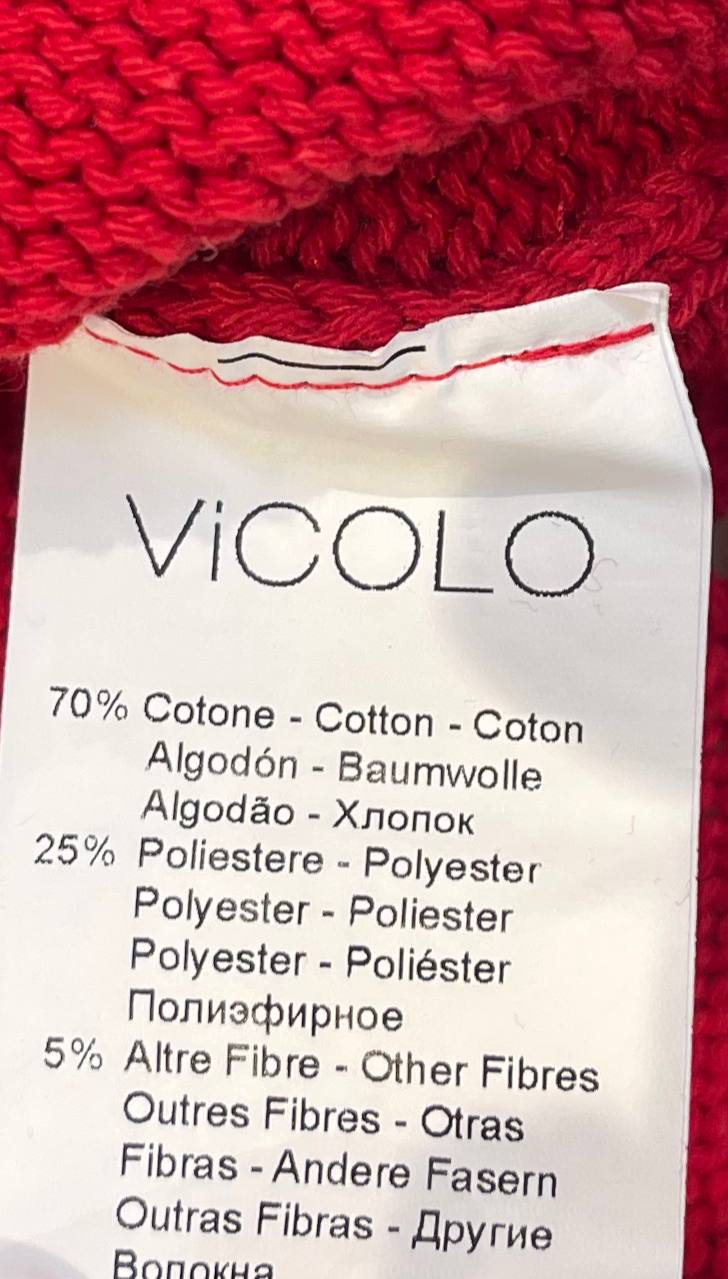 ViCOLO
70% Cotone - Cotton - Coton
Algodón - Baumwolle
Algodão - Хлопок
25% Poliestere - Polyester
Polyester - Poliester
Polyester - Poliéster
Полиэфирное
5% Altre Fibre - Other Fibres
Outres Fibres - Otras
Fibras - Andere Fasern
Outras Fibras - Другие
Волокна